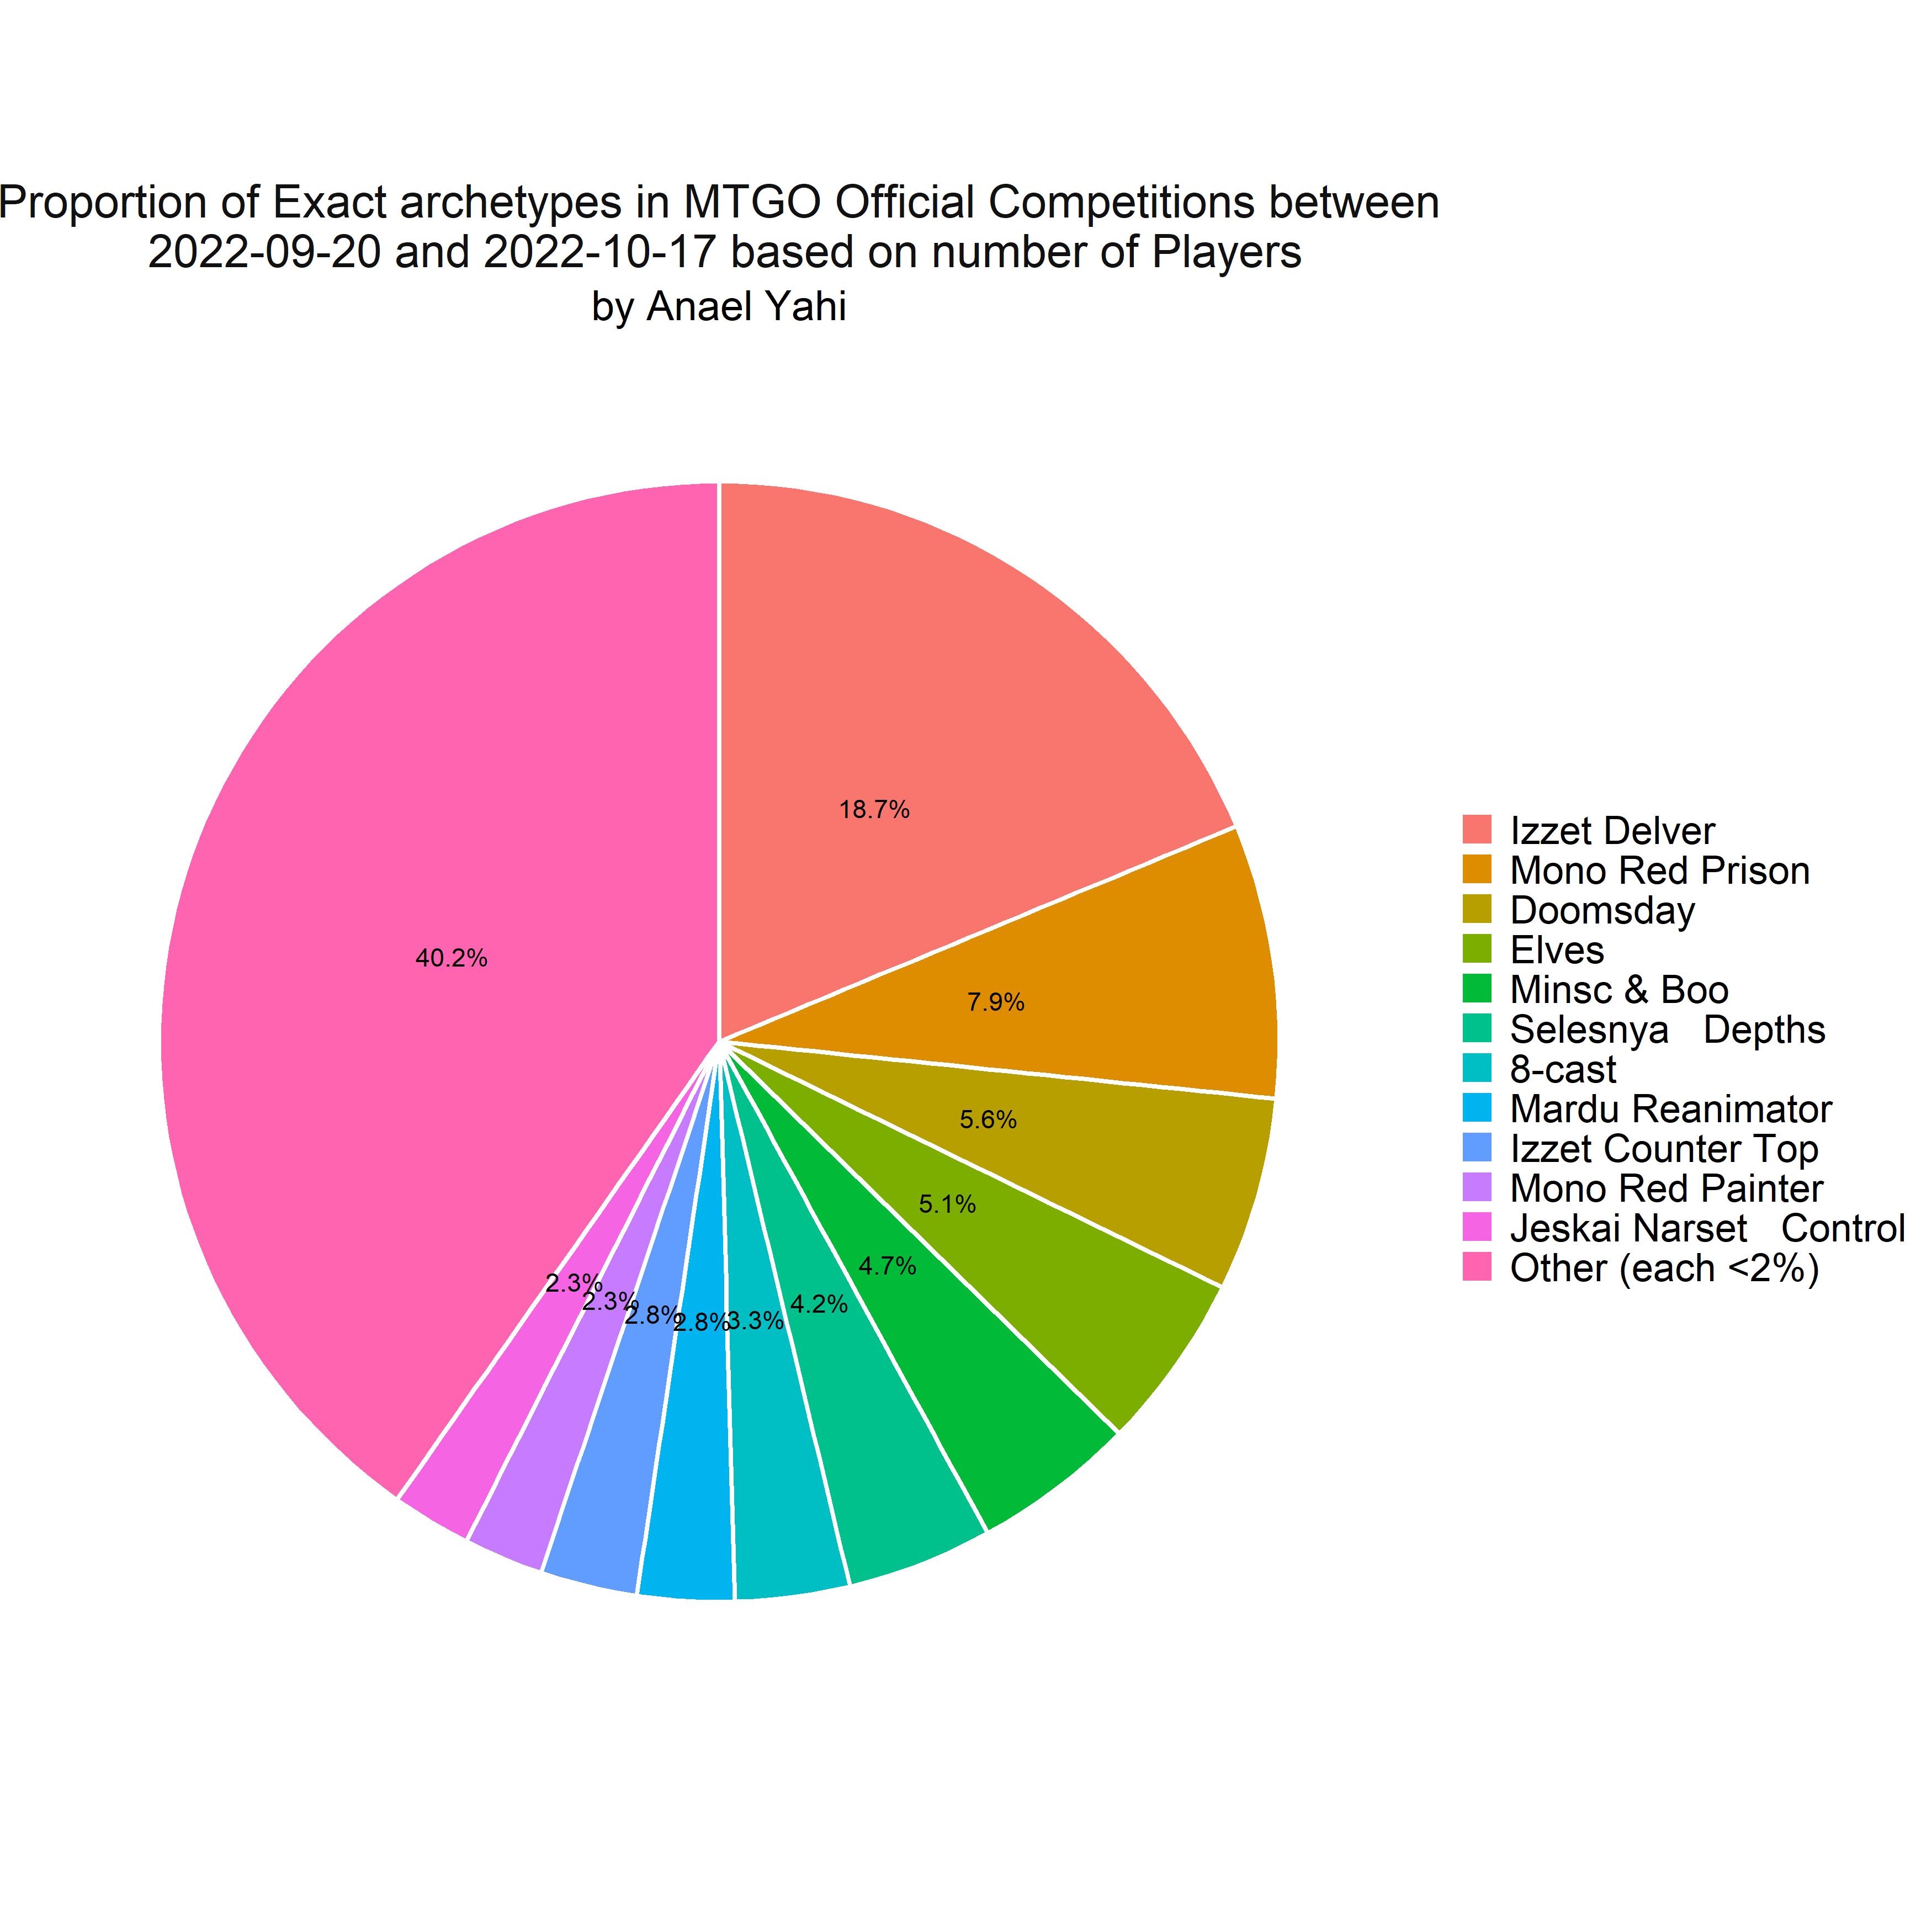 Proportion of Exact archetypes in MTGO Official Competitions between
2022-09-20 and 2022-10-17 based on number of Players
by Anael Yahi
18.7%
7.9%
5.6%
5.1%
4.7%
4.2%
3.3%
2.8%
2.8%
2.3%
2.3%
40.2%
Izzet Delver
Mono Red Prison
Doomsday
Elves
Minsc & Boo
Selesnya   Depths
8-cast
Mardu Reanimator
Izzet Counter Top
Mono Red Painter
Jeskai Narset   Control
Other (each <2%)